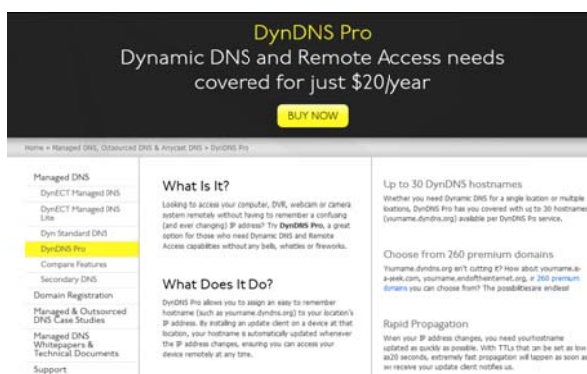 DynDNS Pro
Dynamic DNS and Remote Access needs
covered for just $20/year
BUY NOW
Home » Managed DNS, Outsourced DNS & Anycast DNS » DynDNS Pro
Managed DNS
DynECT Managed DNS
DynECT Managed DNS
Lite
Dyn Standard DNS
DynDNS Pro
Compare Features
Secondary DNS
Domain Registration
Managed & Outsourced
DNS Case Studies
Managed DNS
Whitepapers &
Technical Documents
Support
What Is It?
Looking to access your computer, DVR, webcam or camera
system remotely without having to remember a confusing
(and ever changing) IP address? Try DynDNS Pro, a great
option for those who need Dynamic DNS and Remote
Access capabilities without any bells, whistles or fireworks.
What Does It Do?
DynDNS Pro allows you to assign an easy to remember
hostname (such as yourname.dyndns.org) to your location's
IP address. By installing an update client on a device at that
location, your hostname is automatically updated whenever
the IP address changes, ensuring you can access your
device remotely at any time.
Up to 30 DynDNS hostnames
Whether you need Dynamic DNS for a single location or multiple
locations, DynDNS Pro has you covered with up to 30 hostnames
(yourname.dyndns.org) available per DynDNS Pro service.
Choose from 260 premium domains
Yourname.dyndns.org isn't cutting it? How about yourname.is-
a-geek.com, yourname.endoftheinternet.org, or 260 premium
domains you can choose from? The possibilities are endless!
Rapid Propagation
When your IP address changes, you need your hostname
updated as quickly as possible. With TTLs that can be set as low
as 20 seconds, extremely fast propagation will happen as soon as
we receive your update client notifies us.